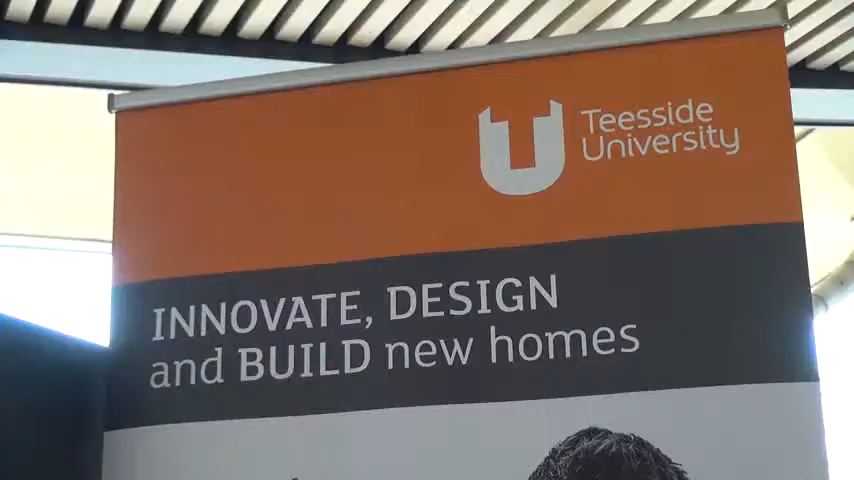 Teesside
University
INNOVATE, DESIGN
and BUILD new homes